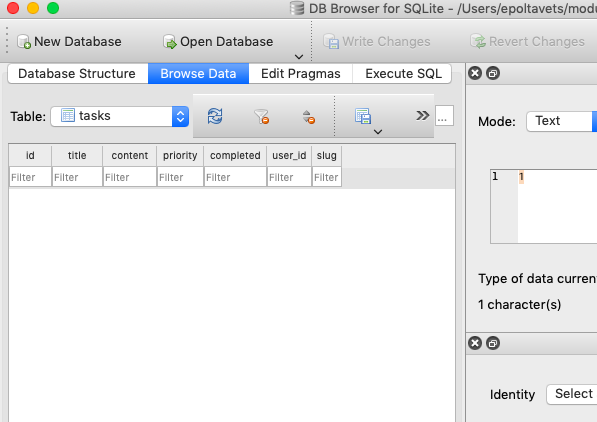 DB Browser for SQLite - /Users/epoltavets/modu
New Database Open Database Write Changes Revert Changes
Database Structure Browse Data Edit Pragmas Execute SQL
Table: tasks ...
id title content priority completed user_id slug
Filter Filter Filter Filter Filter Filter Filter
Mode: Text
1 1
Type of data curren
1 character(s)
Identity Select